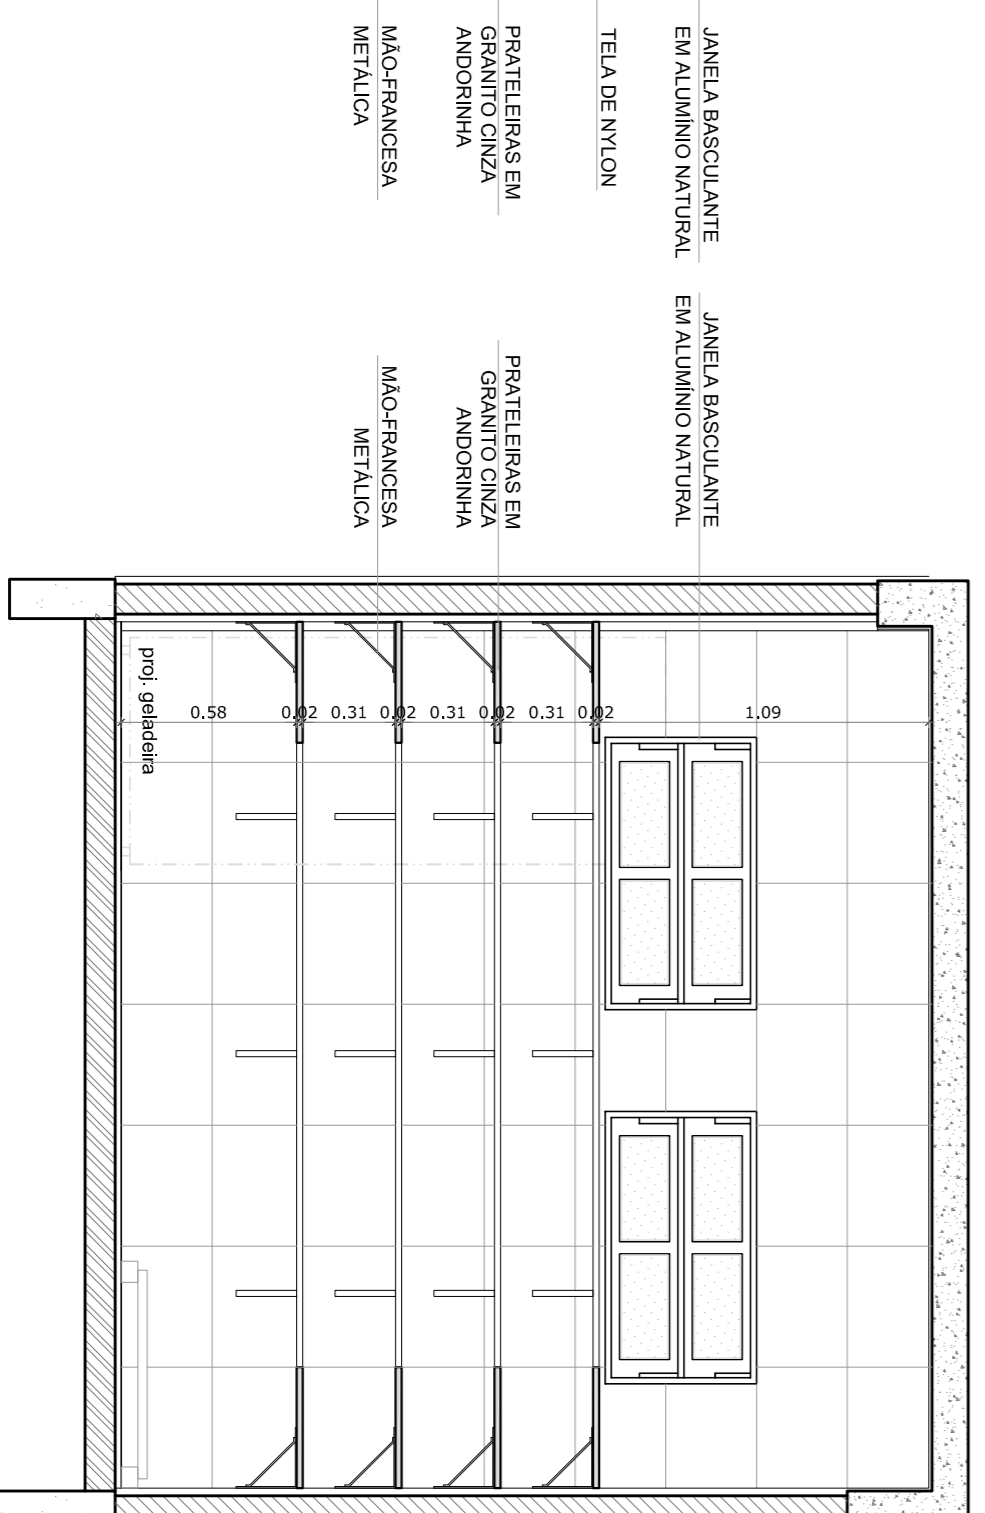 JANELA BASCULANTE
EM ALUMÍNIO NATURAL
TELA DE NYLON
PRATELEIRAS EM
GRANITO CINZA
ANDORINHA
MÃO-FRANCESA
METÁLICA
JANELA BASCULANTE
EM ALUMÍNIO NATURAL
PRATELEIRAS EM
GRANITO CINZA
ANDORINHA
MÃO-FRANCESA
METÁLICA
proj. geladeira
0.58 0.02 0.31 0.02 0.31 0.02 0.31 0.02 1.09